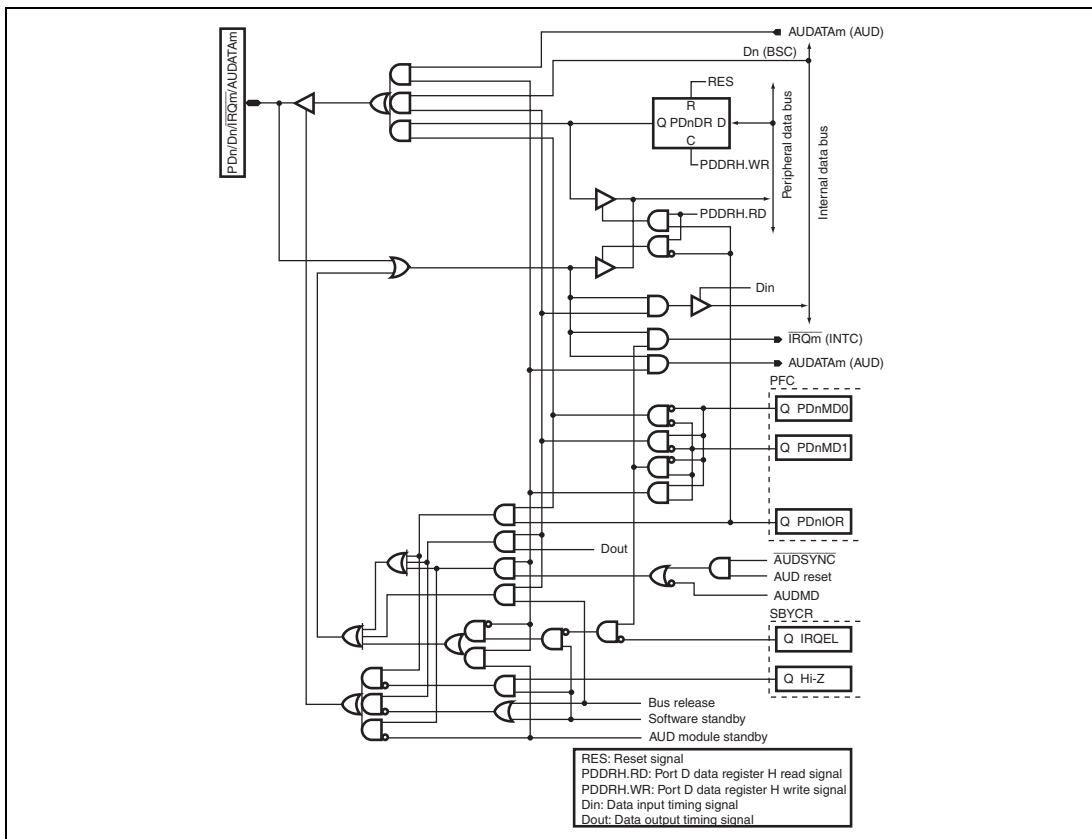 PDn/Dn/IRQm/AUDATAm
AUDATAm (AUD)
Dn (BSC)
RES
R
Q PDnDR D
C
PDDRH.WR
Peripheral data bus
Internal data bus
PDDRH.RD
Din
IRQm (INTC)
AUDATAm (AUD)
PFC
Q PDnMD0
Q PDnMD1
Q PDnIOR
Dout
AUDSYNC
AUD reset
AUDMD
SBYCR
Q IRQEL
Q Hi-Z
Bus release
Software standby
AUD module standby
RES: Reset signal
PDDRH.RD: Port D data register H read signal
PDDRH.WR: Port D data register H write signal
Din: Data input timing signal
Dout: Data output timing signal